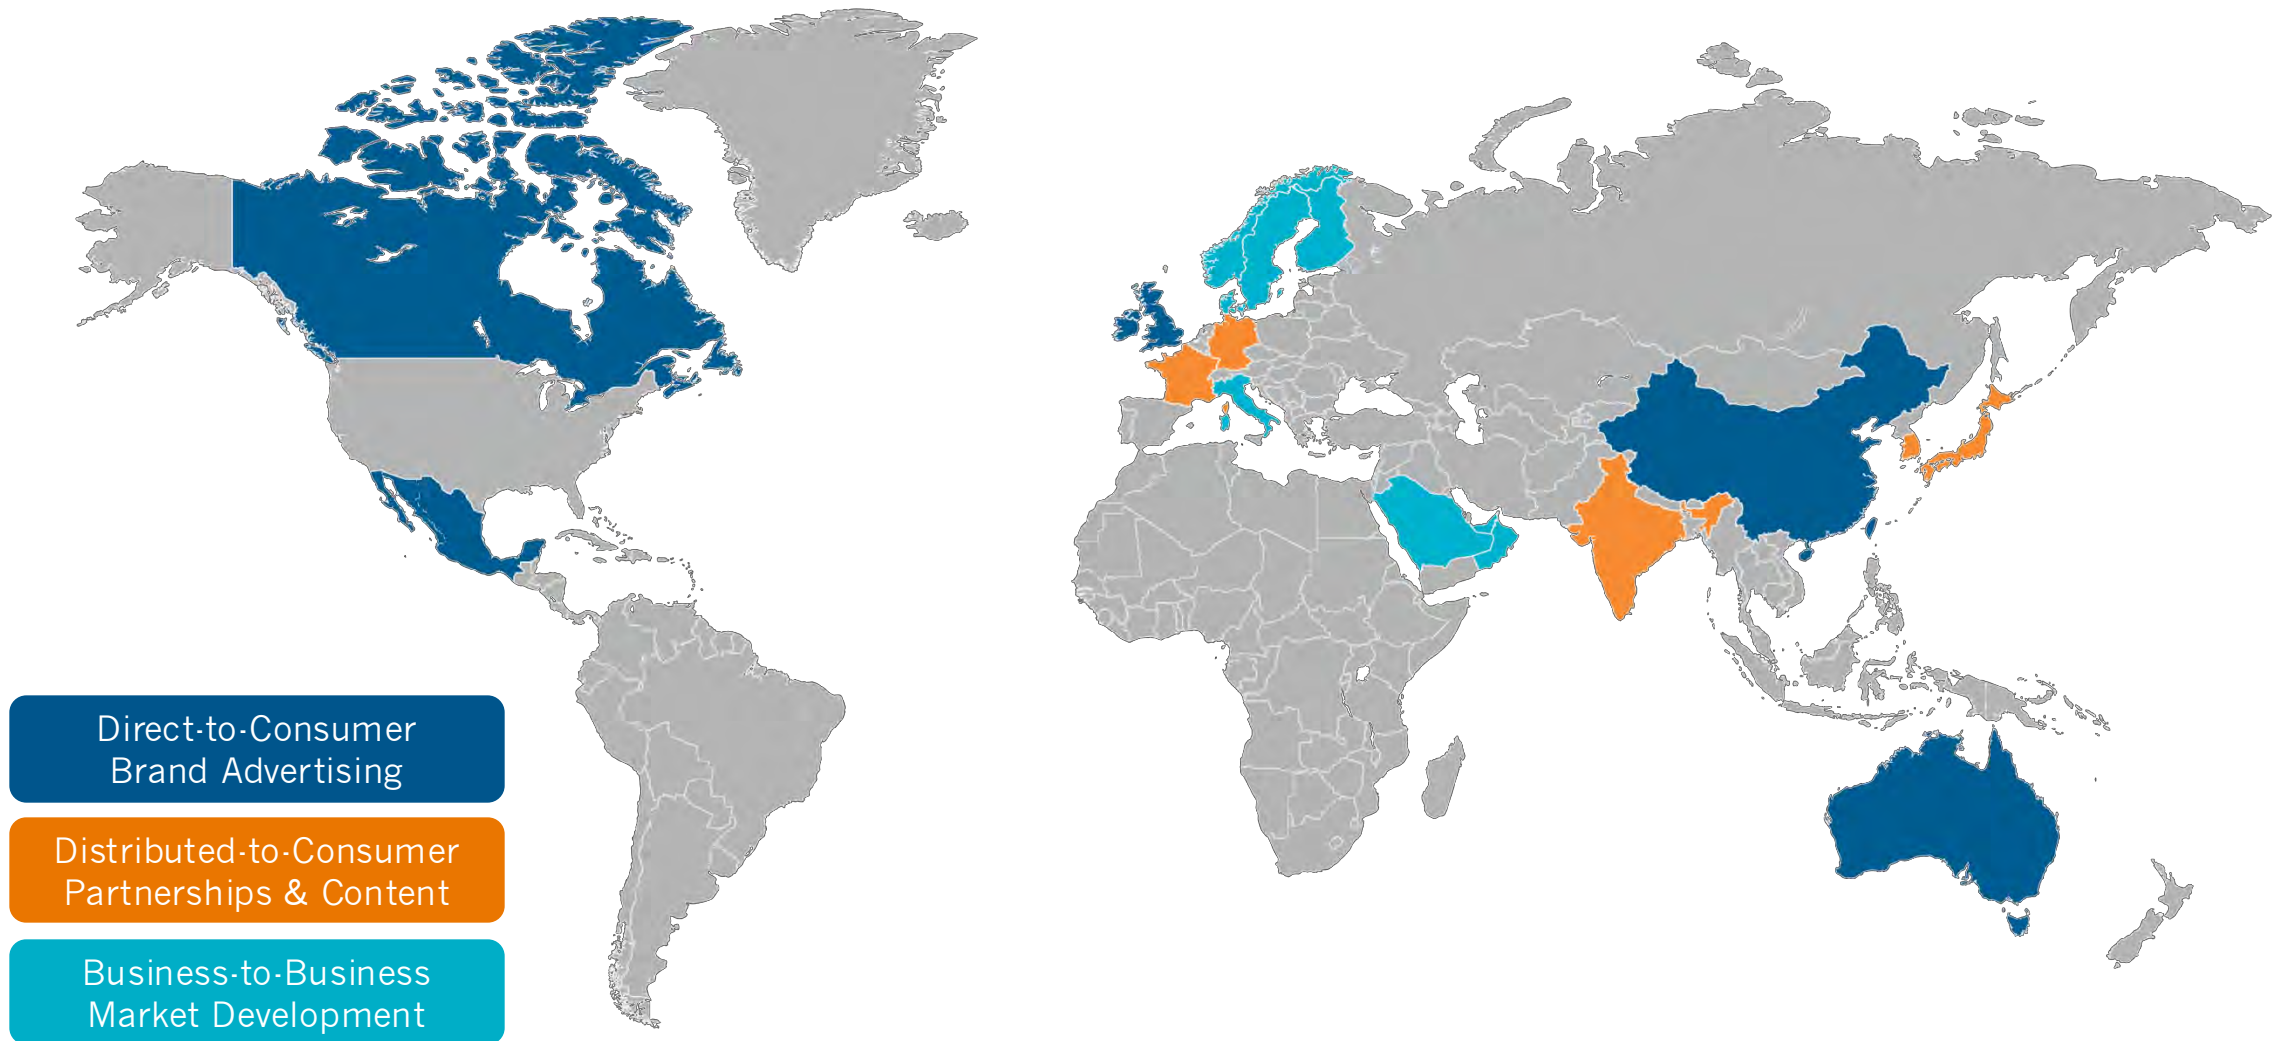 Direct-to-Consumer
Brand Advertising
Distributed-to-Consumer
Partnerships & Content
Business-to-Business
Market Development